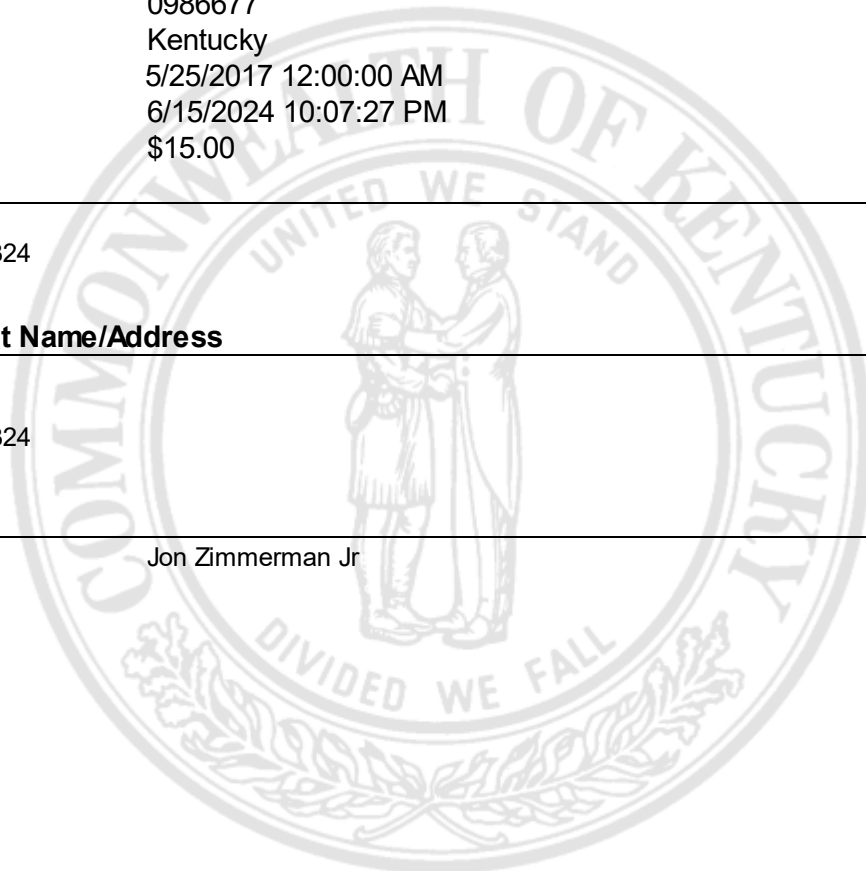 0986677
Kentucky
5/25/2017 12:00:00 AM
6/15/2024 10:07:27 PM
$15.00
COMMONWEALTH OF KENTUCKY
UNITED WE STAND
324
t Name/Address
324
Jon Zimmerman Jr
DIVIDED WE FALL